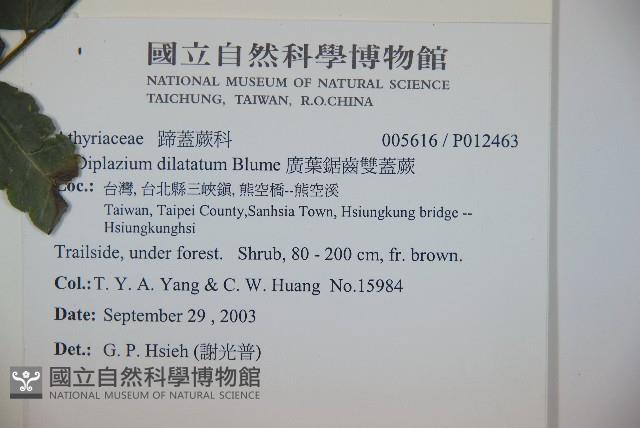 國立自然科學博物館
NATIONAL MUSEUM OF NATURAL SCIENCE
TAICHUNG, TAIWAN, R.O.CHINA
thyriaceae 蹄蓋蕨科 005616 / P012463
Diplazium dilatatum Blume 廣葉鋸齒雙蓋蕨
Loc.: 台灣, 台北縣三峽鎮, 熊空橋--熊空溪
Taiwan, Taipei County,Sanhsia Town, Hsiungkung bridge --
Hsiungkunghsi
Trailside, under forest. Shrub, 80 - 200 cm, fr. brown.
Col.: T. Y. A. Yang & C. W. Huang No.15984
Date: September 29 , 2003
Det.: G. P. Hsieh (謝光普)
國立自然科學博物館
NATIONAL MUSEUM OF NATURAL SCIENCE